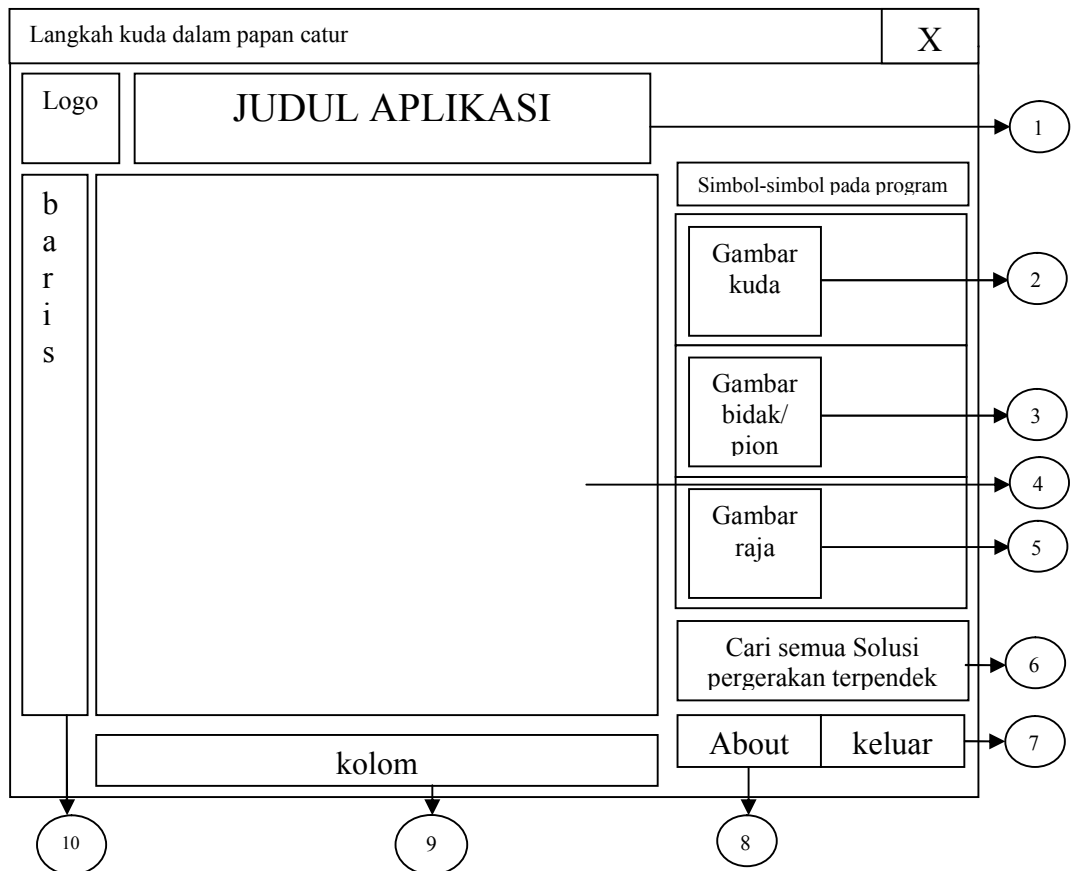 Langkah kuda dalam papan catur
X
Logo
JUDUL APLIKASI
1
b
a
r
i
s
Simbol-simbol pada program
Gambar
kuda
2
Gambar
bidak/
pion
3
4
Gambar
raja
5
Cari semua Solusi
pergerakan terpendek
6
About
keluar
7
kolom
10
9
8